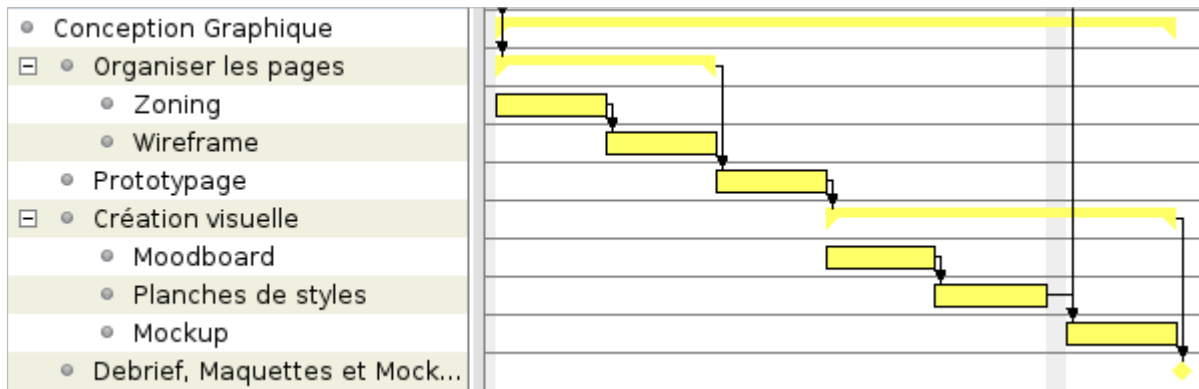 Conception Graphique
Organiser les pages
Zoning
Wireframe
Prototypage
Création visuelle
Moodboard
Planches de styles
Mockup
Debrief, Maquettes et Mock...